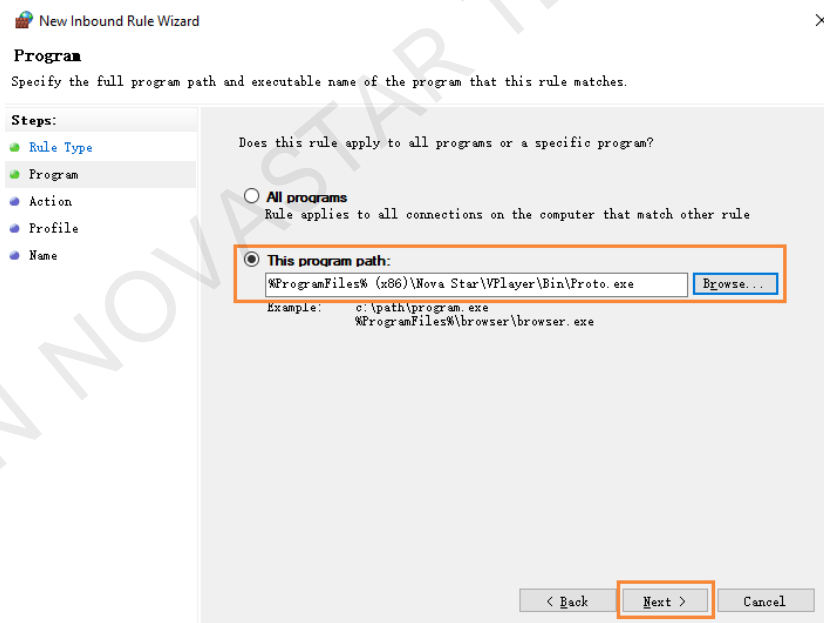 New Inbound Rule Wizard
Program
Specify the full program path and executable name of the program that this rule matches.
Steps:
Rule Type
Program
Action
Profile
Name
Does this rule apply to all programs or a specific program?
All programs
Rule applies to all connections on the computer that match other rule
This program path:
%ProgramFiles% (x86)\Nova Star\VPlayer\Bin\Proto.exe
Browse...
Example: c:\path\program.exe
%ProgramFiles%\browser\browser.exe
< Back
Next >
Cancel
NOVASTAR